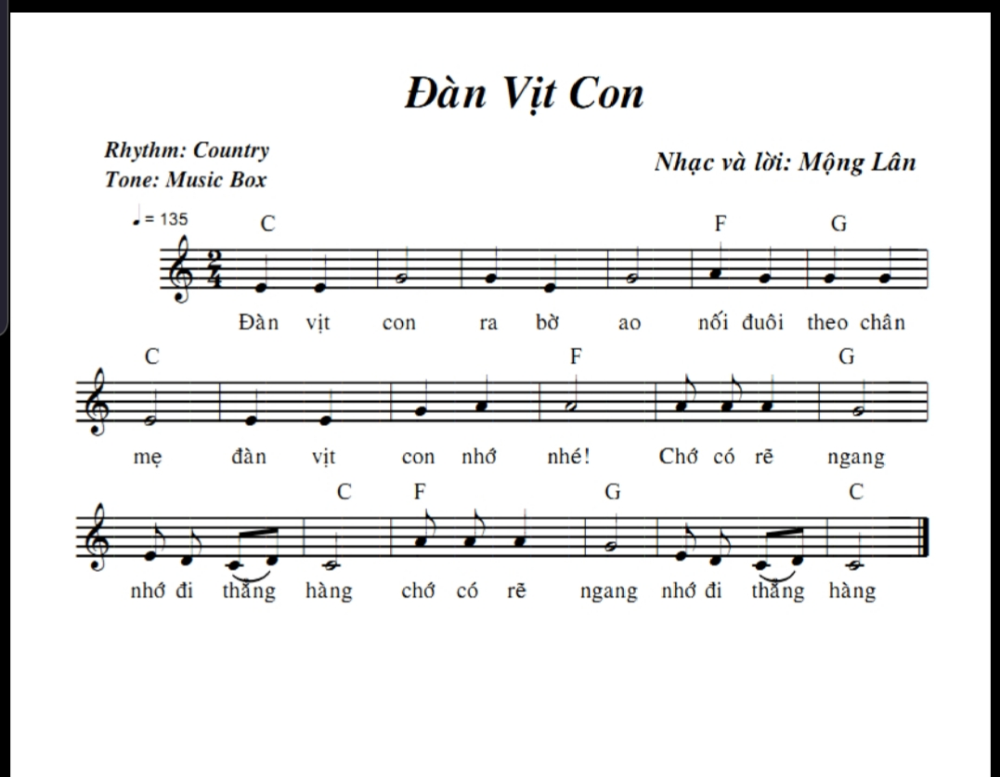 Đàn Vịt Con
Rhythm: Country
Tone: Music Box
Nhạc và lời: Mộng Lân
♩ = 135
C F G
2
4
Đàn vịt con ra bờ ao nối đuôi theo chân
C F G
mẹ đàn vịt con nhớ nhé! Chớ có rẽ ngang
C F G C
nhớ đi thẳng hàng chớ có rẽ ngang nhớ đi thẳng hàng